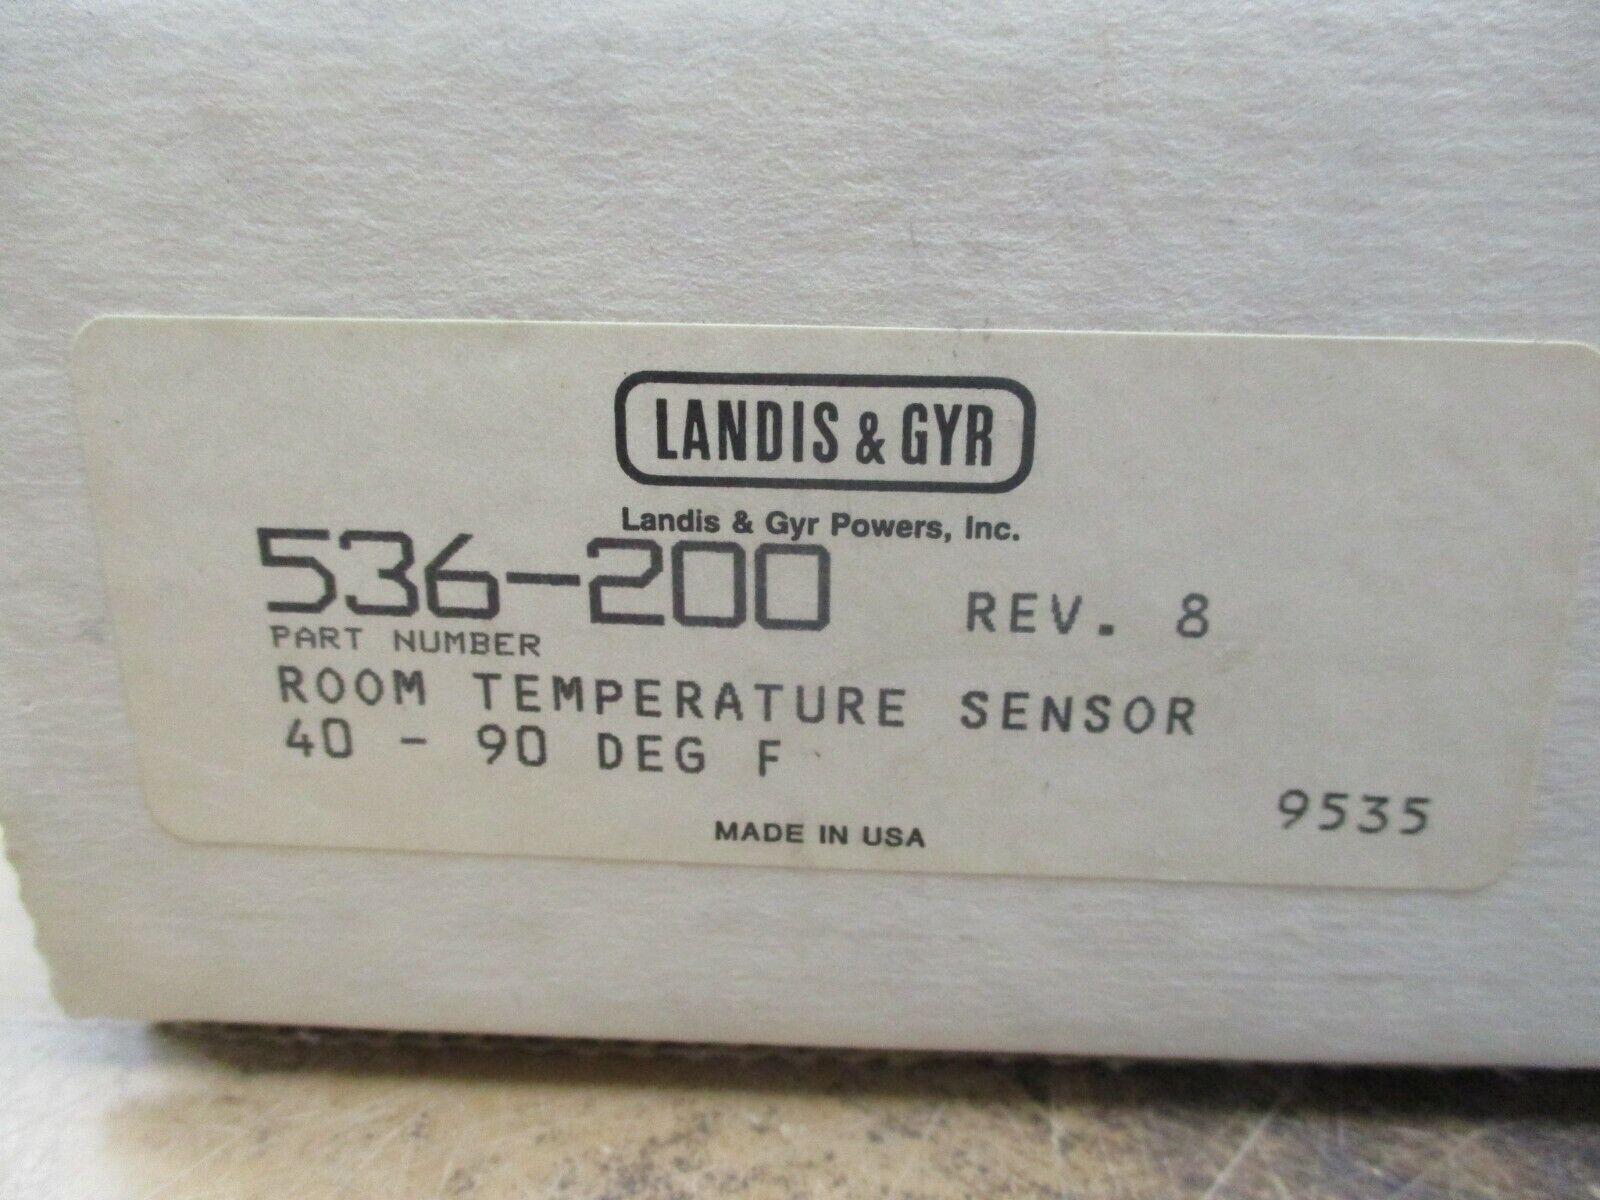 LANDIS & GYR
Landis & Gyr Powers, Inc.
536-200 REV. 8
PART NUMBER
ROOM TEMPERATURE SENSOR
40 - 90 DEG F
9535
MADE IN USA